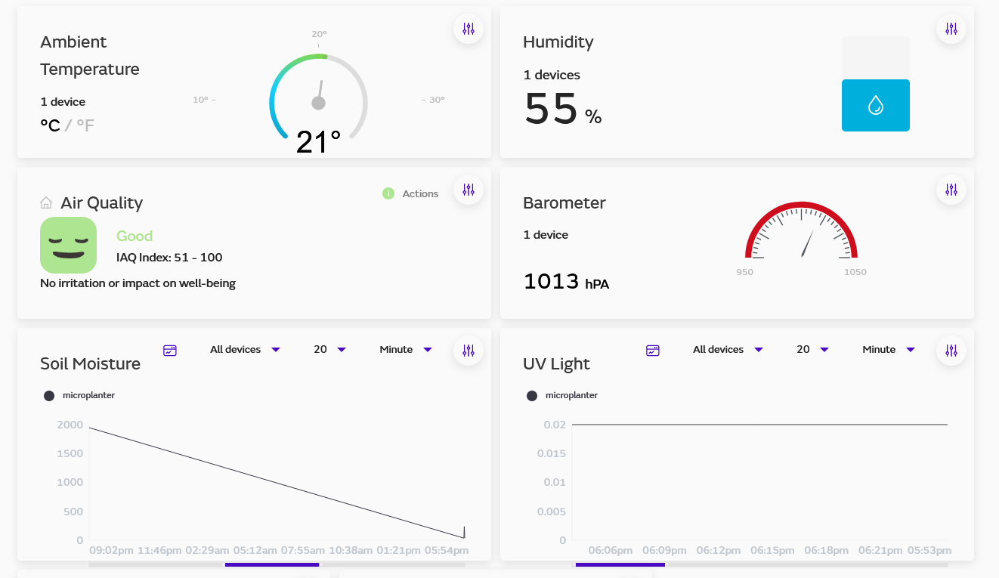 Ambient
Temperature
1 device
°C / °F
20°
10° –
– 30°
21°
Humidity
1 devices
55 %
Air Quality
i Actions
Good
IAQ Index: 51 - 100
No irritation or impact on well-being
Barometer
1 device
1013 hPA
950
1050
Soil Moisture
All devices
20
Minute
microplanter
2000
1500
1000
500
0
09:02pm 11:46pm 02:29am 05:12am 07:55am 10:38am 01:21pm 05:54pm
UV Light
All devices
20
Minute
microplanter
0.02
0.015
0.01
0.005
0
06:06pm 06:09pm 06:12pm 06:15pm 06:18pm 06:21pm 05:53pm